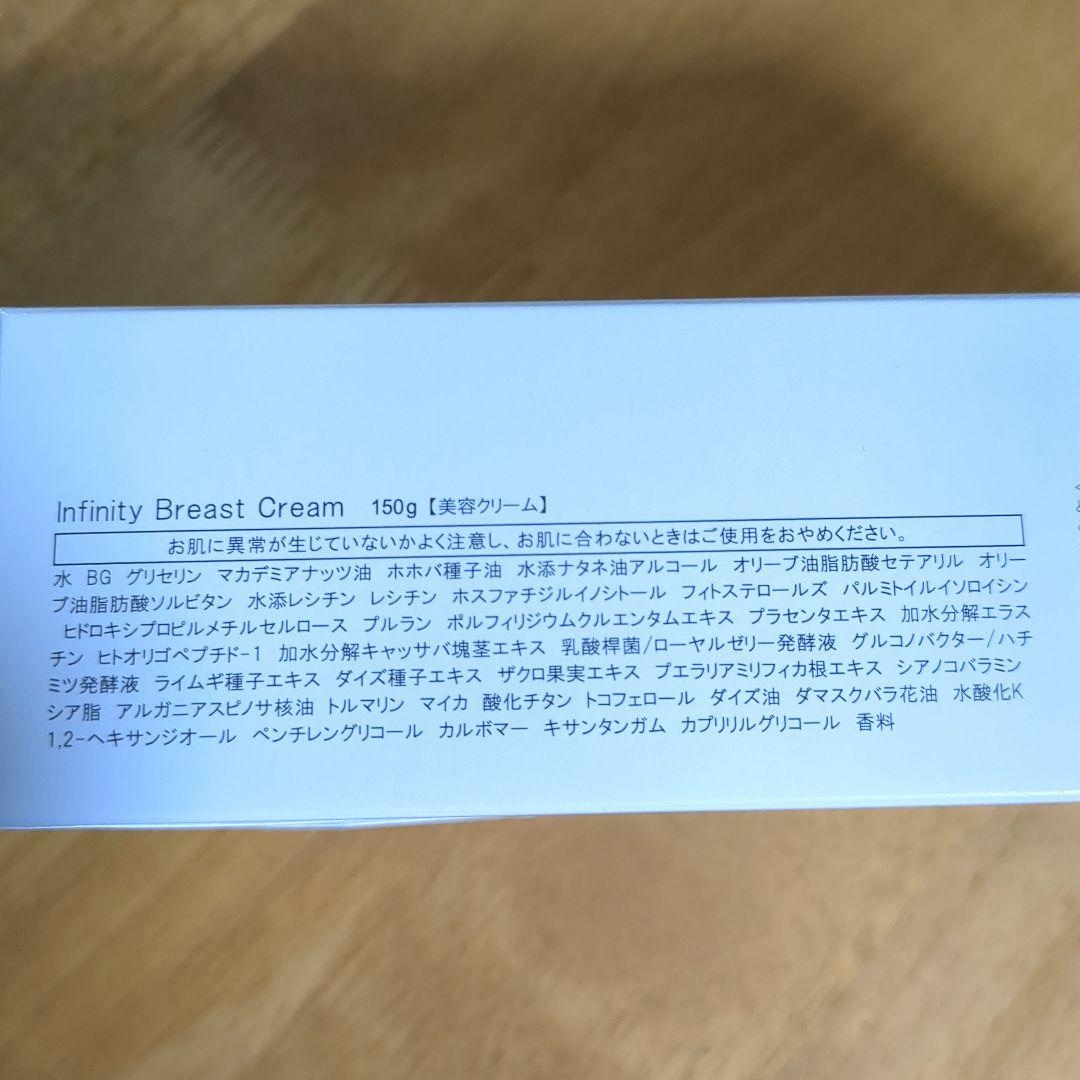 Infinity Breast Cream 150g【美容クリーム】
お肌に異常が生じていないかよく注意し、お肌に合わないときはご使用をおやめください。
水 BG グリセリン マカデミアナッツ油 ホホバ種子油 水添ナタネ油アルコール オリーブ油脂肪酸セテアリル オリー
ブ油脂肪酸ソルビタン 水添レシチン レシチン ホスファチジルイノシトール フィトステロールズ パルミトイルイソロイシン
ヒドロキシプロピルメチルセルロース プルラン ポルフィリジウムクルエンタムエキス プラセンタエキス 加水分解エラス
チン ヒトオリゴペプチド-1 加水分解キャッサバ塊茎エキス 乳酸桿菌/ローヤルゼリー発酵液 グルコノバクター/ハチ
ミツ発酵液 ライムギ種子エキス ダイズ種子エキス ザクロ果実エキス プエラリアミリフィカ根エキス シアノコバラミン
シア脂 アルガニアスピノサ核油 トルマリン マイカ 酸化チタン トコフェロール ダイズ油 ダマスクバラ花油 水酸化K
1,2-ヘキサンジオール ペンチレングリコール カルボマー キサンタンガム カプリリルグリコール 香料